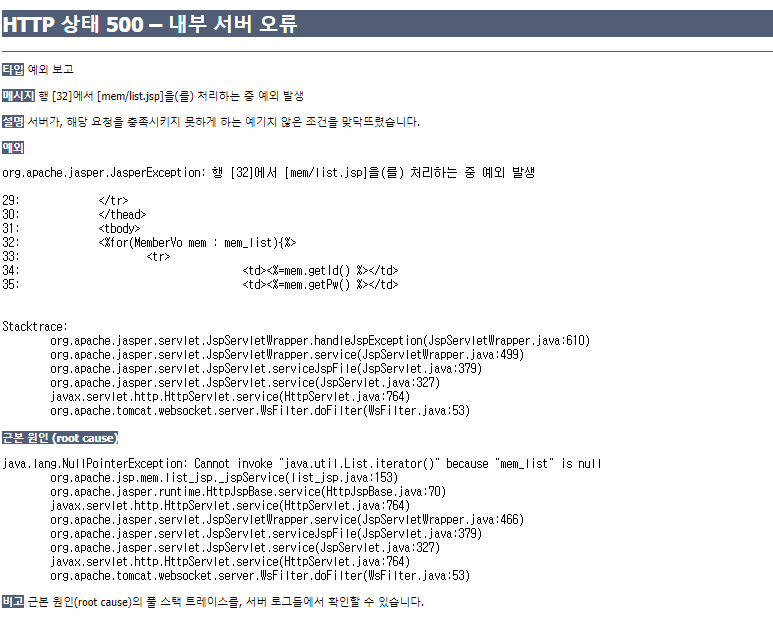 HTTP 상태 500 – 내부 서버 오류
타입 예외 보고
메시지 행 [32]에서 [mem/list.jsp]을(를) 처리하는 중 예외 발생
설명 서버가, 해당 요청을 충족시키지 못하게 하는 예기치 않은 조건을 맞닥뜨렸습니다.
예외
org.apache.jasper.JasperException: 행 [32]에서 [mem/list.jsp]을(를) 처리하는 중 예외 발생
29: </tr>
30: </thead>
31: <tbody>
32: <%for(MemberVo mem : mem_list){%>
33: <tr>
34: <td><%=mem.getId() %></td>
35: <td><%=mem.getPw() %></td>
Stacktrace:
org.apache.jasper.servlet.JspServletWrapper.handleJspException(JspServletWrapper.java:610)
org.apache.jasper.servlet.JspServletWrapper.service(JspServletWrapper.java:499)
org.apache.jasper.servlet.JspServlet.serviceJspFile(JspServlet.java:379)
org.apache.jasper.servlet.JspServlet.service(JspServlet.java:327)
javax.servlet.http.HttpServlet.service(HttpServlet.java:764)
org.apache.tomcat.websocket.server.WsFilter.doFilter(WsFilter.java:53)
근본 원인 (root cause)
java.lang.NullPointerException: Cannot invoke "java.util.List.iterator()" because "mem_list" is null
org.apache.jsp.mem.list_jsp._jspService(list_jsp.java:153)
org.apache.jasper.runtime.HttpJspBase.service(HttpJspBase.java:70)
javax.servlet.http.HttpServlet.service(HttpServlet.java:764)
org.apache.jasper.servlet.JspServletWrapper.service(JspServletWrapper.java:466)
org.apache.jasper.servlet.JspServlet.serviceJspFile(JspServlet.java:379)
org.apache.jasper.servlet.JspServlet.service(JspServlet.java:327)
javax.servlet.http.HttpServlet.service(HttpServlet.java:764)
org.apache.tomcat.websocket.server.WsFilter.doFilter(WsFilter.java:53)
비고 근본 원인(root cause)의 풀 스택 트레이스를, 서버 로그들에서 확인할 수 있습니다.